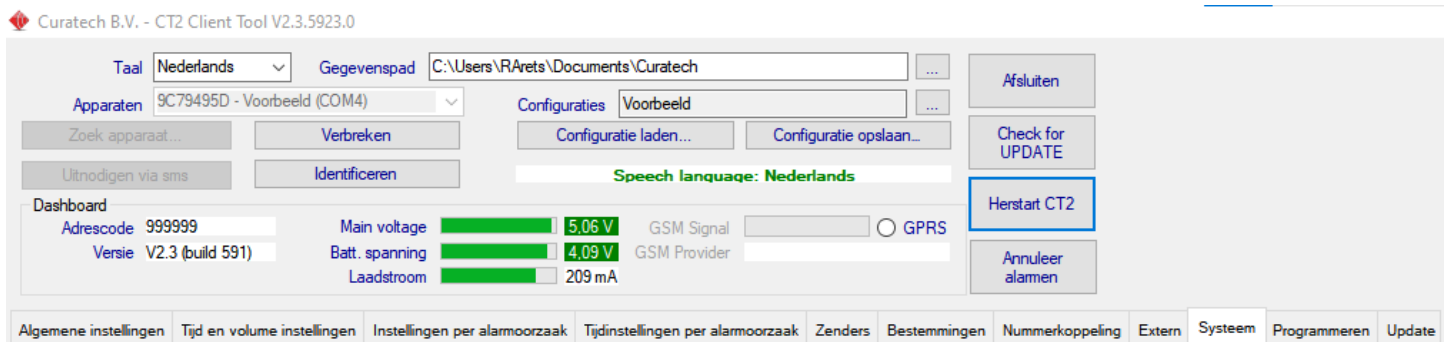 Curatech B.V. - CT2 Client Tool V2.3.5923.0
Taal Nederlands Gegevenspad C:\Users\RArets\Documents\Curatech ... Afsluiten
Apparaten 9C79495D - Voorbeeld (COM4) Configuraties Voorbeeld ...
Zoek apparaat... Verbreken Configuratie laden... Configuratie opslaan... Check for
UPDATE
Uitnodigen via sms Identificeren Speech language: Nederlands
Dashboard Herstart CT2
Adrescode 999999 Main voltage 5,06 V GSM Signal GPRS
Versie V2.3 (build 591) Batt. spanning 4,09 V GSM Provider Annuleer
alarmen
Laadstroom 209 mA
Algemene instellingen Tijd en volume instellingen Instellingen per alarmoorzaak Tijdinstellingen per alarmoorzaak Zenders Bestemmingen Nummerkoppeling Extern Systeem Programmeren Update